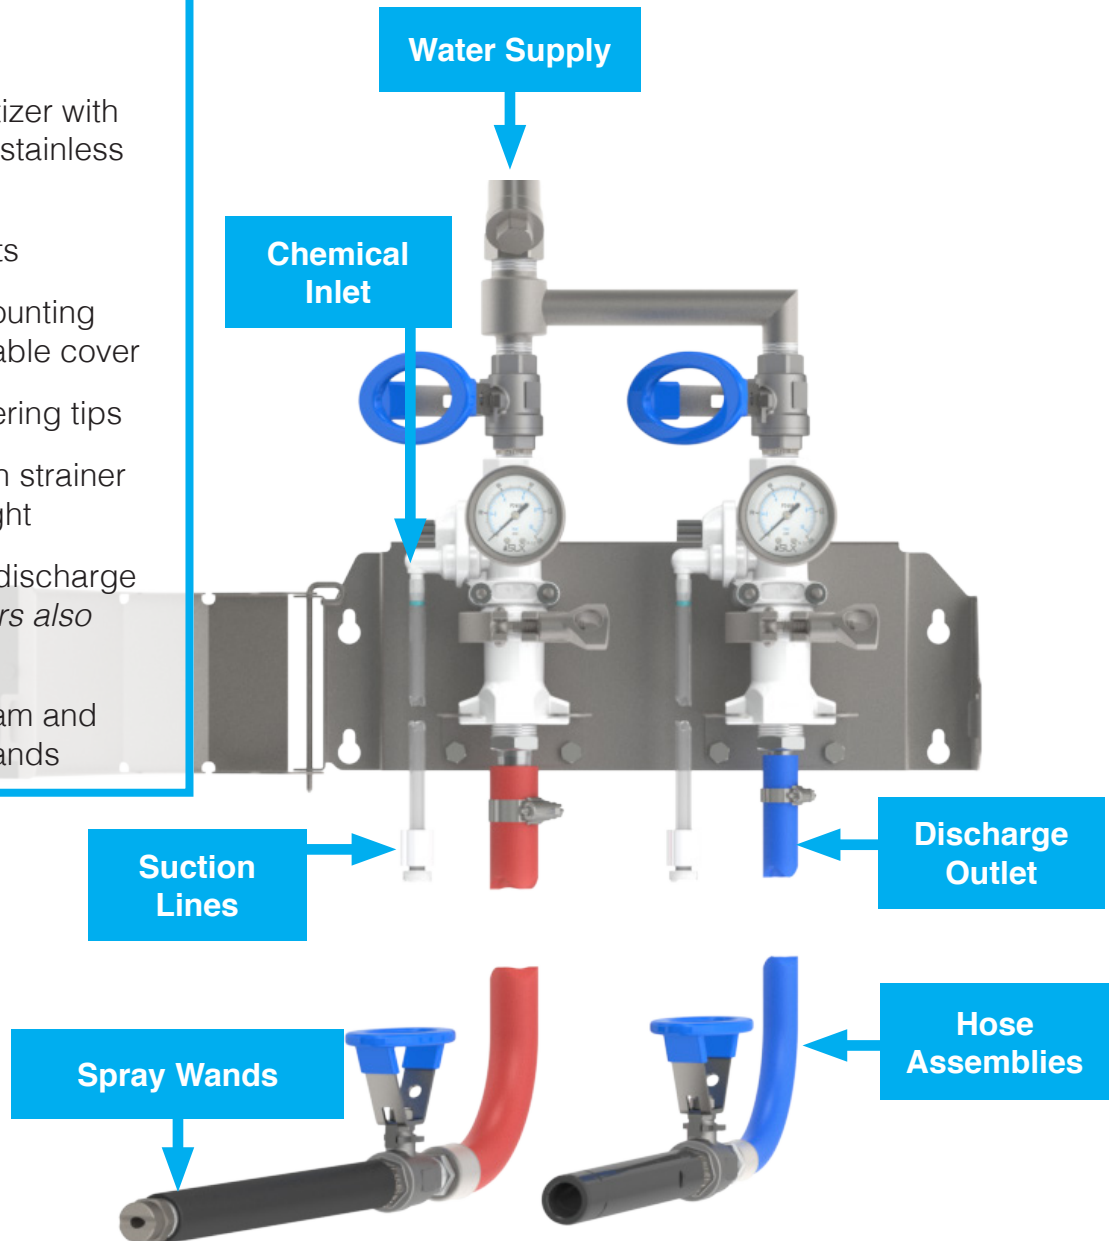 tizer with
stainless
ts
ounting
able cover
ering tips
n strainer
ght
discharge
rs also
am and
ands
Water Supply
Chemical
Inlet
Suction
Lines
Discharge
Outlet
Hose
Assemblies
Spray Wands